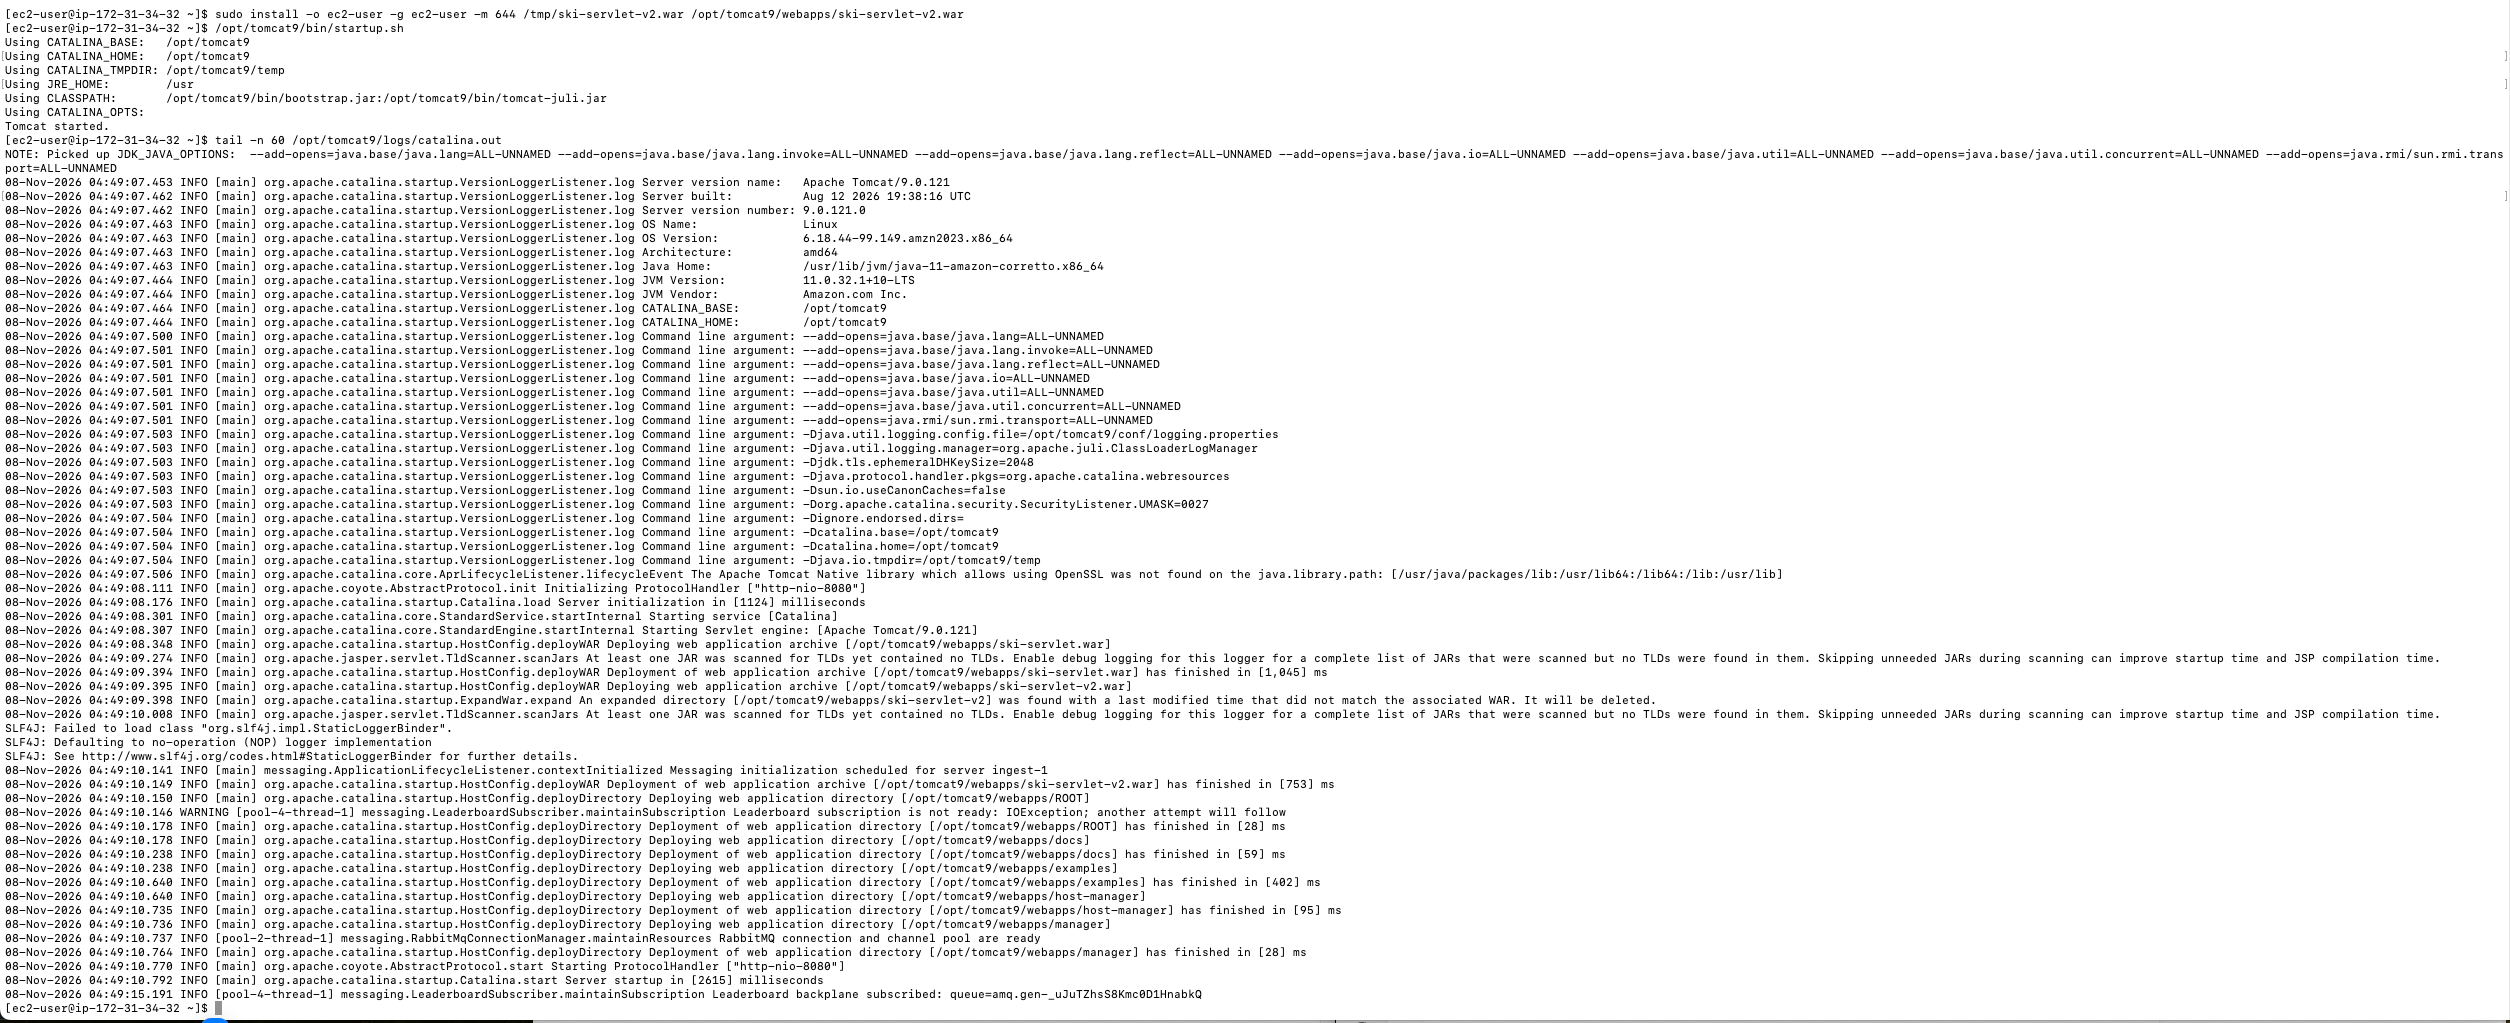 [ec2-user@ip-172-31-34-32 ~]$ sudo install -o ec2-user -g ec2-user -m 644 /tmp/ski-servlet-v2.war /opt/tomcat9/webapps/ski-servlet-v2.war
[ec2-user@ip-172-31-34-32 ~]$ /opt/tomcat9/bin/startup.sh
Using CATALINA_BASE:   /opt/tomcat9
Using CATALINA_HOME:   /opt/tomcat9
Using CATALINA_TMPDIR: /opt/tomcat9/temp
Using JRE_HOME:        /usr
Using CLASSPATH:       /opt/tomcat9/bin/bootstrap.jar:/opt/tomcat9/bin/tomcat-juli.jar
Using CATALINA_OPTS:
Tomcat started.
[ec2-user@ip-172-31-34-32 ~]$ tail -n 60 /opt/tomcat9/logs/catalina.out
NOTE: Picked up JDK_JAVA_OPTIONS:  --add-opens=java.base/java.lang=ALL-UNNAMED --add-opens=java.base/java.lang.invoke=ALL-UNNAMED --add-opens=java.base/java.lang.reflect=ALL-UNNAMED --add-opens=java.base/java.io=ALL-UNNAMED --add-opens=java.base/java.util=ALL-UNNAMED --add-opens=java.base/java.util.concurrent=ALL-UNNAMED --add-opens=java.rmi/sun.rmi.trans
port=ALL-UNNAMED
08-Nov-2026 04:49:07.453 INFO [main] org.apache.catalina.startup.VersionLoggerListener.log Server version name:   Apache Tomcat/9.0.121
08-Nov-2026 04:49:07.462 INFO [main] org.apache.catalina.startup.VersionLoggerListener.log Server built:          Aug 12 2026 19:38:16 UTC
08-Nov-2026 04:49:07.462 INFO [main] org.apache.catalina.startup.VersionLoggerListener.log Server version number: 9.0.121.0
08-Nov-2026 04:49:07.463 INFO [main] org.apache.catalina.startup.VersionLoggerListener.log OS Name:               Linux
08-Nov-2026 04:49:07.463 INFO [main] org.apache.catalina.startup.VersionLoggerListener.log OS Version:            6.18.44-99.149.amzn2023.x86_64
08-Nov-2026 04:49:07.463 INFO [main] org.apache.catalina.startup.VersionLoggerListener.log Architecture:          amd64
08-Nov-2026 04:49:07.463 INFO [main] org.apache.catalina.startup.VersionLoggerListener.log Java Home:             /usr/lib/jvm/java-11-amazon-corretto.x86_64
08-Nov-2026 04:49:07.464 INFO [main] org.apache.catalina.startup.VersionLoggerListener.log JVM Version:           11.0.32.1+10-LTS
08-Nov-2026 04:49:07.464 INFO [main] org.apache.catalina.startup.VersionLoggerListener.log JVM Vendor:            Amazon.com Inc.
08-Nov-2026 04:49:07.464 INFO [main] org.apache.catalina.startup.VersionLoggerListener.log CATALINA_BASE:         /opt/tomcat9
08-Nov-2026 04:49:07.464 INFO [main] org.apache.catalina.startup.VersionLoggerListener.log CATALINA_HOME:         /opt/tomcat9
08-Nov-2026 04:49:07.500 INFO [main] org.apache.catalina.startup.VersionLoggerListener.log Command line argument: --add-opens=java.base/java.lang=ALL-UNNAMED
08-Nov-2026 04:49:07.501 INFO [main] org.apache.catalina.startup.VersionLoggerListener.log Command line argument: --add-opens=java.base/java.lang.invoke=ALL-UNNAMED
08-Nov-2026 04:49:07.501 INFO [main] org.apache.catalina.startup.VersionLoggerListener.log Command line argument: --add-opens=java.base/java.lang.reflect=ALL-UNNAMED
08-Nov-2026 04:49:07.501 INFO [main] org.apache.catalina.startup.VersionLoggerListener.log Command line argument: --add-opens=java.base/java.io=ALL-UNNAMED
08-Nov-2026 04:49:07.501 INFO [main] org.apache.catalina.startup.VersionLoggerListener.log Command line argument: --add-opens=java.base/java.util=ALL-UNNAMED
08-Nov-2026 04:49:07.501 INFO [main] org.apache.catalina.startup.VersionLoggerListener.log Command line argument: --add-opens=java.base/java.util.concurrent=ALL-UNNAMED
08-Nov-2026 04:49:07.501 INFO [main] org.apache.catalina.startup.VersionLoggerListener.log Command line argument: --add-opens=java.rmi/sun.rmi.transport=ALL-UNNAMED
08-Nov-2026 04:49:07.503 INFO [main] org.apache.catalina.startup.VersionLoggerListener.log Command line argument: -Djava.util.logging.config.file=/opt/tomcat9/conf/logging.properties
08-Nov-2026 04:49:07.503 INFO [main] org.apache.catalina.startup.VersionLoggerListener.log Command line argument: -Djava.util.logging.manager=org.apache.juli.ClassLoaderLogManager
08-Nov-2026 04:49:07.503 INFO [main] org.apache.catalina.startup.VersionLoggerListener.log Command line argument: -Djdk.tls.ephemeralDHKeySize=2048
08-Nov-2026 04:49:07.503 INFO [main] org.apache.catalina.startup.VersionLoggerListener.log Command line argument: -Djava.protocol.handler.pkgs=org.apache.catalina.webresources
08-Nov-2026 04:49:07.503 INFO [main] org.apache.catalina.startup.VersionLoggerListener.log Command line argument: -Dsun.io.useCanonCaches=false
08-Nov-2026 04:49:07.503 INFO [main] org.apache.catalina.startup.VersionLoggerListener.log Command line argument: -Dorg.apache.catalina.security.SecurityListener.UMASK=0027
08-Nov-2026 04:49:07.504 INFO [main] org.apache.catalina.startup.VersionLoggerListener.log Command line argument: -Dignore.endorsed.dirs=
08-Nov-2026 04:49:07.504 INFO [main] org.apache.catalina.startup.VersionLoggerListener.log Command line argument: -Dcatalina.base=/opt/tomcat9
08-Nov-2026 04:49:07.504 INFO [main] org.apache.catalina.startup.VersionLoggerListener.log Command line argument: -Dcatalina.home=/opt/tomcat9
08-Nov-2026 04:49:07.504 INFO [main] org.apache.catalina.startup.VersionLoggerListener.log Command line argument: -Djava.io.tmpdir=/opt/tomcat9/temp
08-Nov-2026 04:49:07.506 INFO [main] org.apache.catalina.core.AprLifecycleListener.lifecycleEvent The Apache Tomcat Native library which allows using OpenSSL was not found on the java.library.path: [/usr/java/packages/lib:/usr/lib64:/lib64:/lib:/usr/lib]
08-Nov-2026 04:49:08.111 INFO [main] org.apache.coyote.AbstractProtocol.init Initializing ProtocolHandler ["http-nio-8080"]
08-Nov-2026 04:49:08.176 INFO [main] org.apache.catalina.startup.Catalina.load Server initialization in [1124] milliseconds
08-Nov-2026 04:49:08.301 INFO [main] org.apache.catalina.core.StandardService.startInternal Starting service [Catalina]
08-Nov-2026 04:49:08.307 INFO [main] org.apache.catalina.core.StandardEngine.startInternal Starting Servlet engine: [Apache Tomcat/9.0.121]
08-Nov-2026 04:49:08.348 INFO [main] org.apache.catalina.startup.HostConfig.deployWAR Deploying web application archive [/opt/tomcat9/webapps/ski-servlet.war]
08-Nov-2026 04:49:09.274 INFO [main] org.apache.jasper.servlet.TldScanner.scanJars At least one JAR was scanned for TLDs yet contained no TLDs. Enable debug logging for this logger for a complete list of JARs that were scanned but no TLDs were found in them. Skipping unneeded JARs during scanning can improve startup time and JSP compilation time.
08-Nov-2026 04:49:09.394 INFO [main] org.apache.catalina.startup.HostConfig.deployWAR Deployment of web application archive [/opt/tomcat9/webapps/ski-servlet.war] has finished in [1,045] ms
08-Nov-2026 04:49:09.395 INFO [main] org.apache.catalina.startup.HostConfig.deployWAR Deploying web application archive [/opt/tomcat9/webapps/ski-servlet-v2.war]
08-Nov-2026 04:49:09.398 INFO [main] org.apache.catalina.startup.ExpandWar.expand An expanded directory [/opt/tomcat9/webapps/ski-servlet-v2] was found with a last modified time that did not match the associated WAR. It will be deleted.
08-Nov-2026 04:49:10.008 INFO [main] org.apache.jasper.servlet.TldScanner.scanJars At least one JAR was scanned for TLDs yet contained no TLDs. Enable debug logging for this logger for a complete list of JARs that were scanned but no TLDs were found in them. Skipping unneeded JARs during scanning can improve startup time and JSP compilation time.
SLF4J: Failed to load class "org.slf4j.impl.StaticLoggerBinder".
SLF4J: Defaulting to no-operation (NOP) logger implementation
SLF4J: See http://www.slf4j.org/codes.html#StaticLoggerBinder for further details.
08-Nov-2026 04:49:10.141 INFO [main] messaging.ApplicationLifecycleListener.contextInitialized Messaging initialization scheduled for server ingest-1
08-Nov-2026 04:49:10.149 INFO [main] org.apache.catalina.startup.HostConfig.deployWAR Deployment of web application archive [/opt/tomcat9/webapps/ski-servlet-v2.war] has finished in [753] ms
08-Nov-2026 04:49:10.150 INFO [main] org.apache.catalina.startup.HostConfig.deployDirectory Deploying web application directory [/opt/tomcat9/webapps/ROOT]
08-Nov-2026 04:49:10.146 WARNING [pool-4-thread-1] messaging.LeaderboardSubscriber.maintainSubscription Leaderboard subscription is not ready: IOException; another attempt will follow
08-Nov-2026 04:49:10.178 INFO [main] org.apache.catalina.startup.HostConfig.deployDirectory Deployment of web application directory [/opt/tomcat9/webapps/ROOT] has finished in [28] ms
08-Nov-2026 04:49:10.178 INFO [main] org.apache.catalina.startup.HostConfig.deployDirectory Deploying web application directory [/opt/tomcat9/webapps/docs]
08-Nov-2026 04:49:10.238 INFO [main] org.apache.catalina.startup.HostConfig.deployDirectory Deployment of web application directory [/opt/tomcat9/webapps/docs] has finished in [59] ms
08-Nov-2026 04:49:10.238 INFO [main] org.apache.catalina.startup.HostConfig.deployDirectory Deploying web application directory [/opt/tomcat9/webapps/examples]
08-Nov-2026 04:49:10.640 INFO [main] org.apache.catalina.startup.HostConfig.deployDirectory Deployment of web application directory [/opt/tomcat9/webapps/examples] has finished in [402] ms
08-Nov-2026 04:49:10.640 INFO [main] org.apache.catalina.startup.HostConfig.deployDirectory Deploying web application directory [/opt/tomcat9/webapps/host-manager]
08-Nov-2026 04:49:10.735 INFO [main] org.apache.catalina.startup.HostConfig.deployDirectory Deployment of web application directory [/opt/tomcat9/webapps/host-manager] has finished in [95] ms
08-Nov-2026 04:49:10.736 INFO [main] org.apache.catalina.startup.HostConfig.deployDirectory Deploying web application directory [/opt/tomcat9/webapps/manager]
08-Nov-2026 04:49:10.737 INFO [pool-2-thread-1] messaging.RabbitMqConnectionManager.maintainResources RabbitMQ connection and channel pool are ready
08-Nov-2026 04:49:10.764 INFO [main] org.apache.catalina.startup.HostConfig.deployDirectory Deployment of web application directory [/opt/tomcat9/webapps/manager] has finished in [28] ms
08-Nov-2026 04:49:10.770 INFO [main] org.apache.coyote.AbstractProtocol.start Starting ProtocolHandler ["http-nio-8080"]
08-Nov-2026 04:49:10.792 INFO [main] org.apache.catalina.startup.Catalina.start Server startup in [2615] milliseconds
08-Nov-2026 04:49:15.191 INFO [pool-4-thread-1] messaging.LeaderboardSubscriber.maintainSubscription Leaderboard backplane subscribed: queue=amq.gen-_uJuTZhsS8Kmc0D1HnabkQ
[ec2-user@ip-172-31-34-32 ~]$